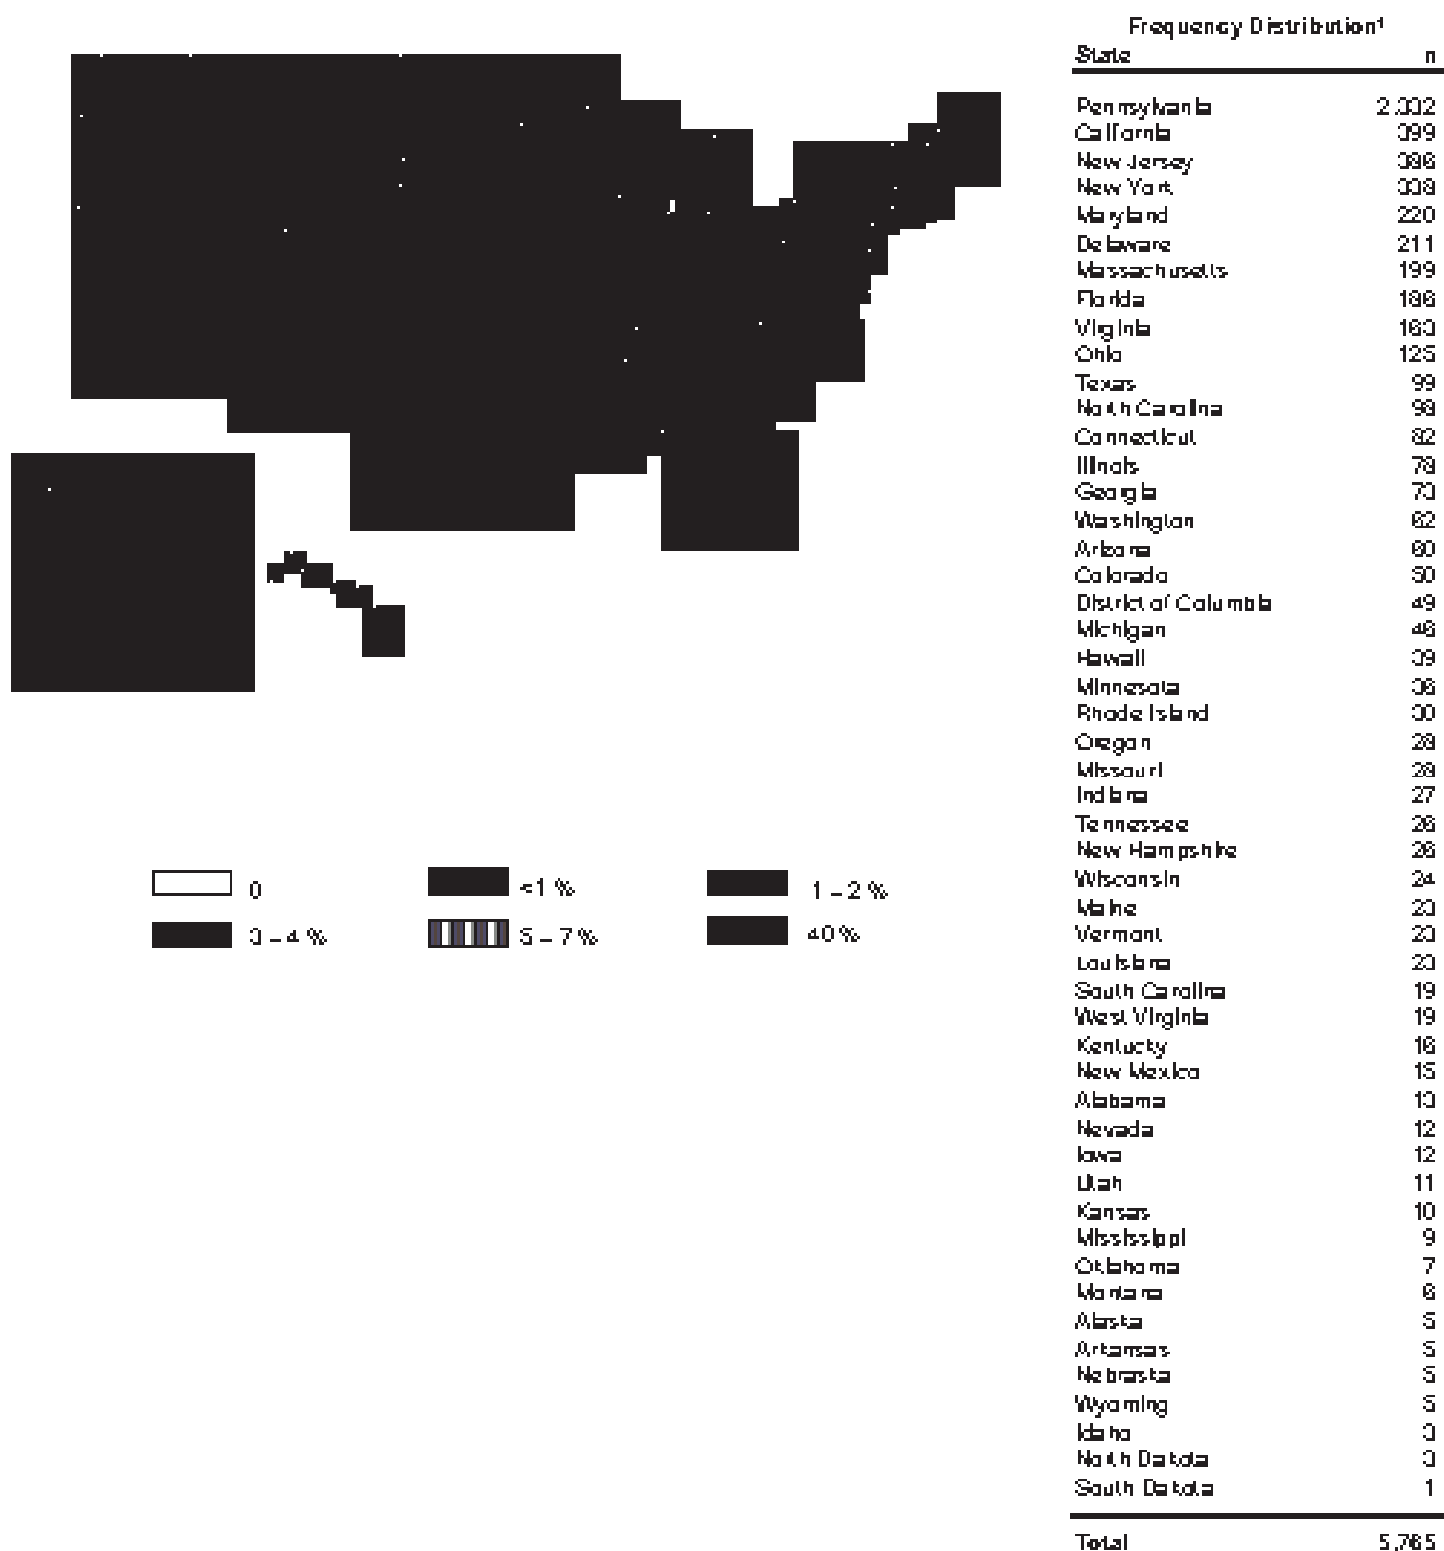 Frequency Distribution¹
State n
Pennsylvania 2,332
California 399
New Jersey 386
New York 338
Maryland 220
Delaware 211
Massachusetts 199
Florida 186
Virginia 163
Ohio 125
Texas 99
North Carolina 98
Connecticut 82
Illinois 78
Georgia 73
Washington 62
Arizona 60
Colorado 50
District of Columbia 49
Michigan 46
Hawaii 39
Minnesota 36
Rhode Island 30
Oregon 28
Missouri 28
Indiana 27
Tennessee 26
New Hampshire 26
Wisconsin 24
Maine 23
Vermont 23
Louisiana 23
South Carolina 19
West Virginia 19
Kentucky 16
New Mexico 15
Alabama 13
Nevada 12
Iowa 12
Utah 11
Kansas 10
Mississippi 9
Oklahoma 7
Montana 6
Alaska 5
Arkansas 5
Nebraska 5
Wyoming 5
Idaho 3
North Dakota 3
South Dakota 1
Total 5,765
0 <1 % 1 – 2 %
3 – 4 % 5 – 7 % 40 %